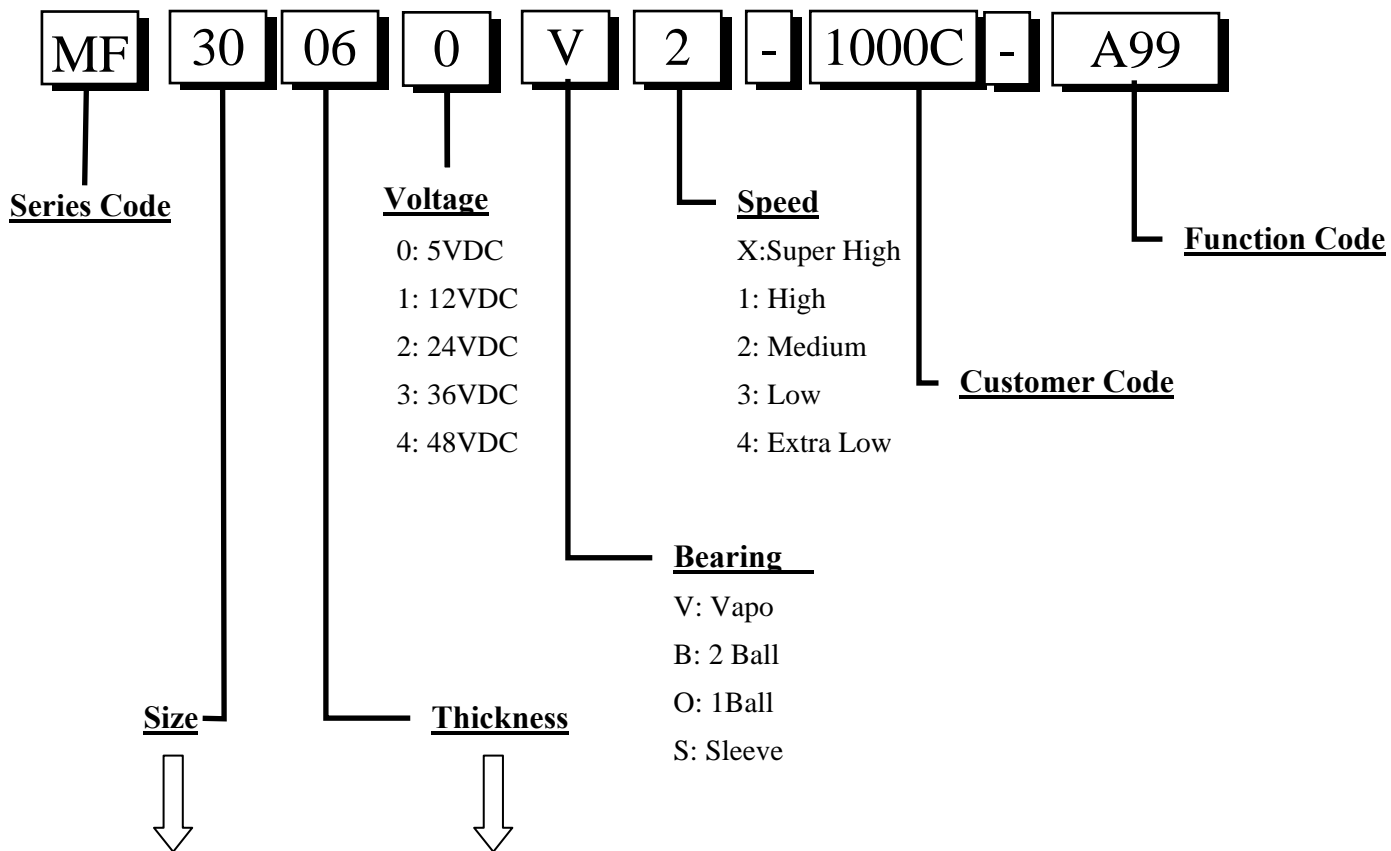 MF 30 06 0 V 2 - 1000C - A99
Series Code
Voltage
0: 5VDC
1: 12VDC
2: 24VDC
3: 36VDC
4: 48VDC
Speed
X:Super High
1: High
2: Medium
3: Low
4: Extra Low
Function Code
Customer Code
Bearing
V: Vapo
B: 2 Ball
O: 1Ball
S: Sleeve
Size
Thickness